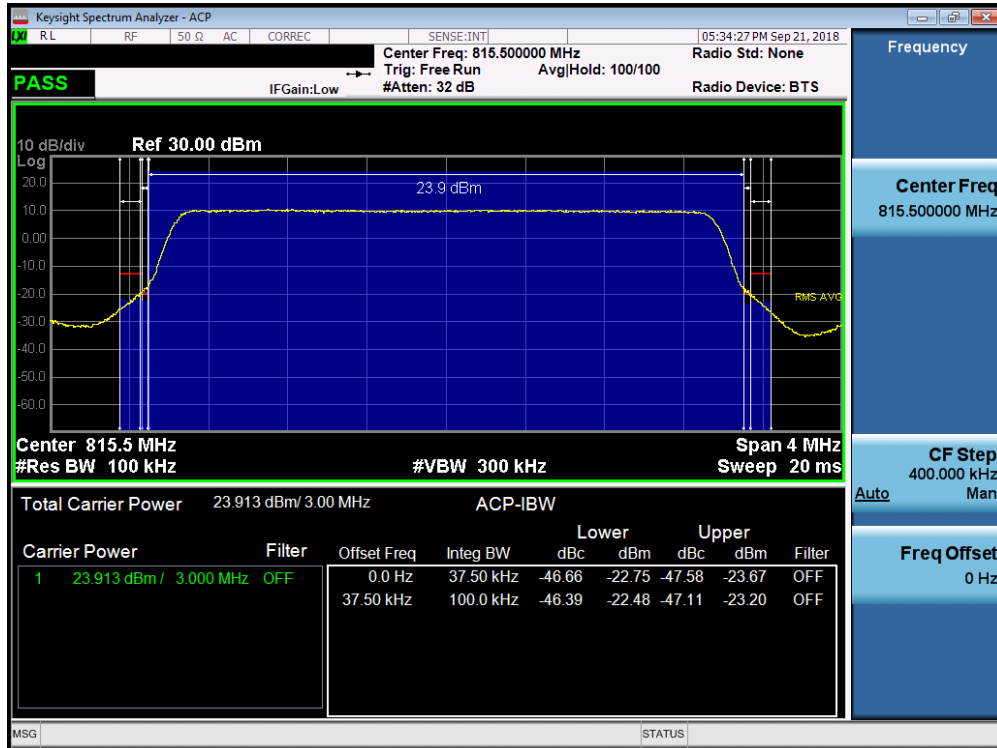 Keysight Spectrum Analyzer - ACP
LXI RL RF 50 Ω AC CORREC SENSE:INT 05:34:27 PM Sep 21, 2018
Center Freq: 815.500000 MHz Radio Std: None
Trig: Free Run Avg|Hold: 100/100
PASS IFGain:Low #Atten: 32 dB Radio Device: BTS
10 dB/div Ref 30.00 dBm
Log
20.0
23.9 dBm
10.0
0.00
-10.0
-20.0
RMS AVG
-30.0
-40.0
-50.0
-60.0
Center 815.5 MHz Span 4 MHz
#Res BW 100 kHz #VBW 300 kHz Sweep 20 ms
Total Carrier Power 23.913 dBm/ 3.00 MHz ACP-IBW
Lower Upper
Carrier Power Filter Offset Freq Integ BW dBc dBm dBc dBm Filter
1 23.913 dBm / 3.000 MHz OFF 0.0 Hz 37.50 kHz -46.66 -22.75 -47.58 -23.67 OFF
37.50 kHz 100.0 kHz -46.39 -22.48 -47.11 -23.20 OFF
MSG STATUS
Frequency
Center Freq
815.500000 MHz
CF Step
400.000 kHz
Auto Man
Freq Offset
0 Hz